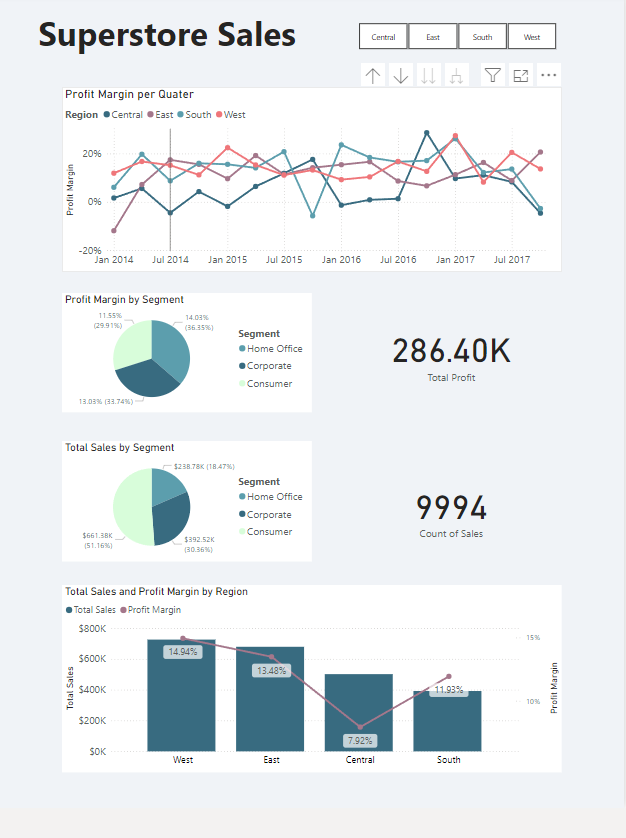 Superstore Sales
Central East South West
Profit Margin per Quater
Region Central East South West
Profit Margin
20%
0%
-20%
Jan 2014 Jul 2014 Jan 2015 Jul 2015 Jan 2016 Jul 2016 Jan 2017 Jul 2017
Profit Margin by Segment
11.55%
(29.91%)
14.03%
(36.35%)
13.03% (33.74%)
Segment
Home Office
Corporate
Consumer
286.40K
Total Profit
Total Sales by Segment
$238.78K (18.47%)
$661.38K
(51.16%)
$392.52K
(30.36%)
Segment
Home Office
Corporate
Consumer
9994
Count of Sales
Total Sales and Profit Margin by Region
Total Sales Profit Margin
Total Sales
$800K
$600K
$400K
$200K
$0K
14.94%
13.48%
7.92%
11.93%
15%
10%
Profit Margin
West East Central South